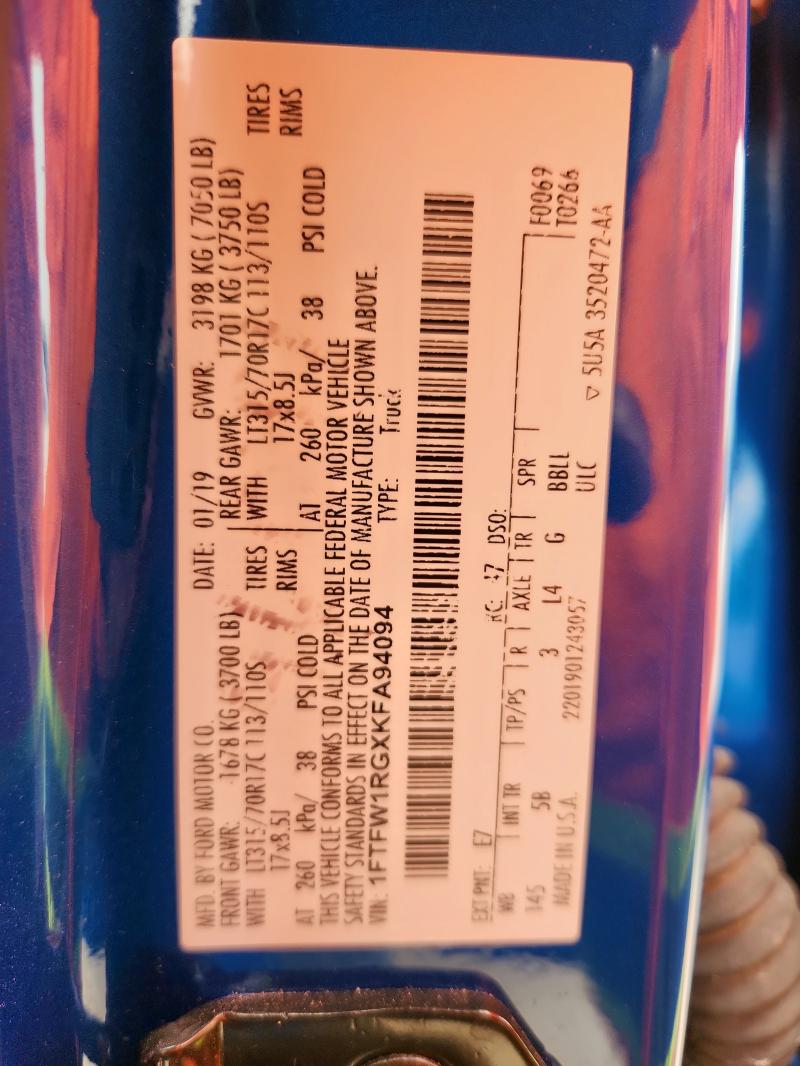 MFD. BY FORD MOTOR CO. DATE: 01/19 GVWR: 3198 KG ( 7050 LB)
FRONT GAWR: 1678 KG ( 3700 LB) REAR GAWR: 1701 KG ( 3750 LB)
WITH LT315/70R17C 113/110S TIRES WITH LT315/70R17C 113/110S TIRES
17x8.5J RIMS 17x8.5J RIMS
AT 260 kPa/ 38 PSI COLD AT 260 kPa/ 38 PSI COLD
THIS VEHICLE CONFORMS TO ALL APPLICABLE FEDERAL MOTOR VEHICLE
SAFETY STANDARDS IN EFFECT ON THE DATE OF MANUFACTURE SHOWN ABOVE.
VIN: 1FTFW1RGXKFA94094 TYPE: Truck
EXT PNT: E7 RC: 47 DSO: F0069
WB INT TR TP/PS R AXLE TR SPR T0266
145 5B 3 L4 G BBLL
ULC
MADE IN U.S.A. 2201901243057 ▽ 5U5A 3520472-AA